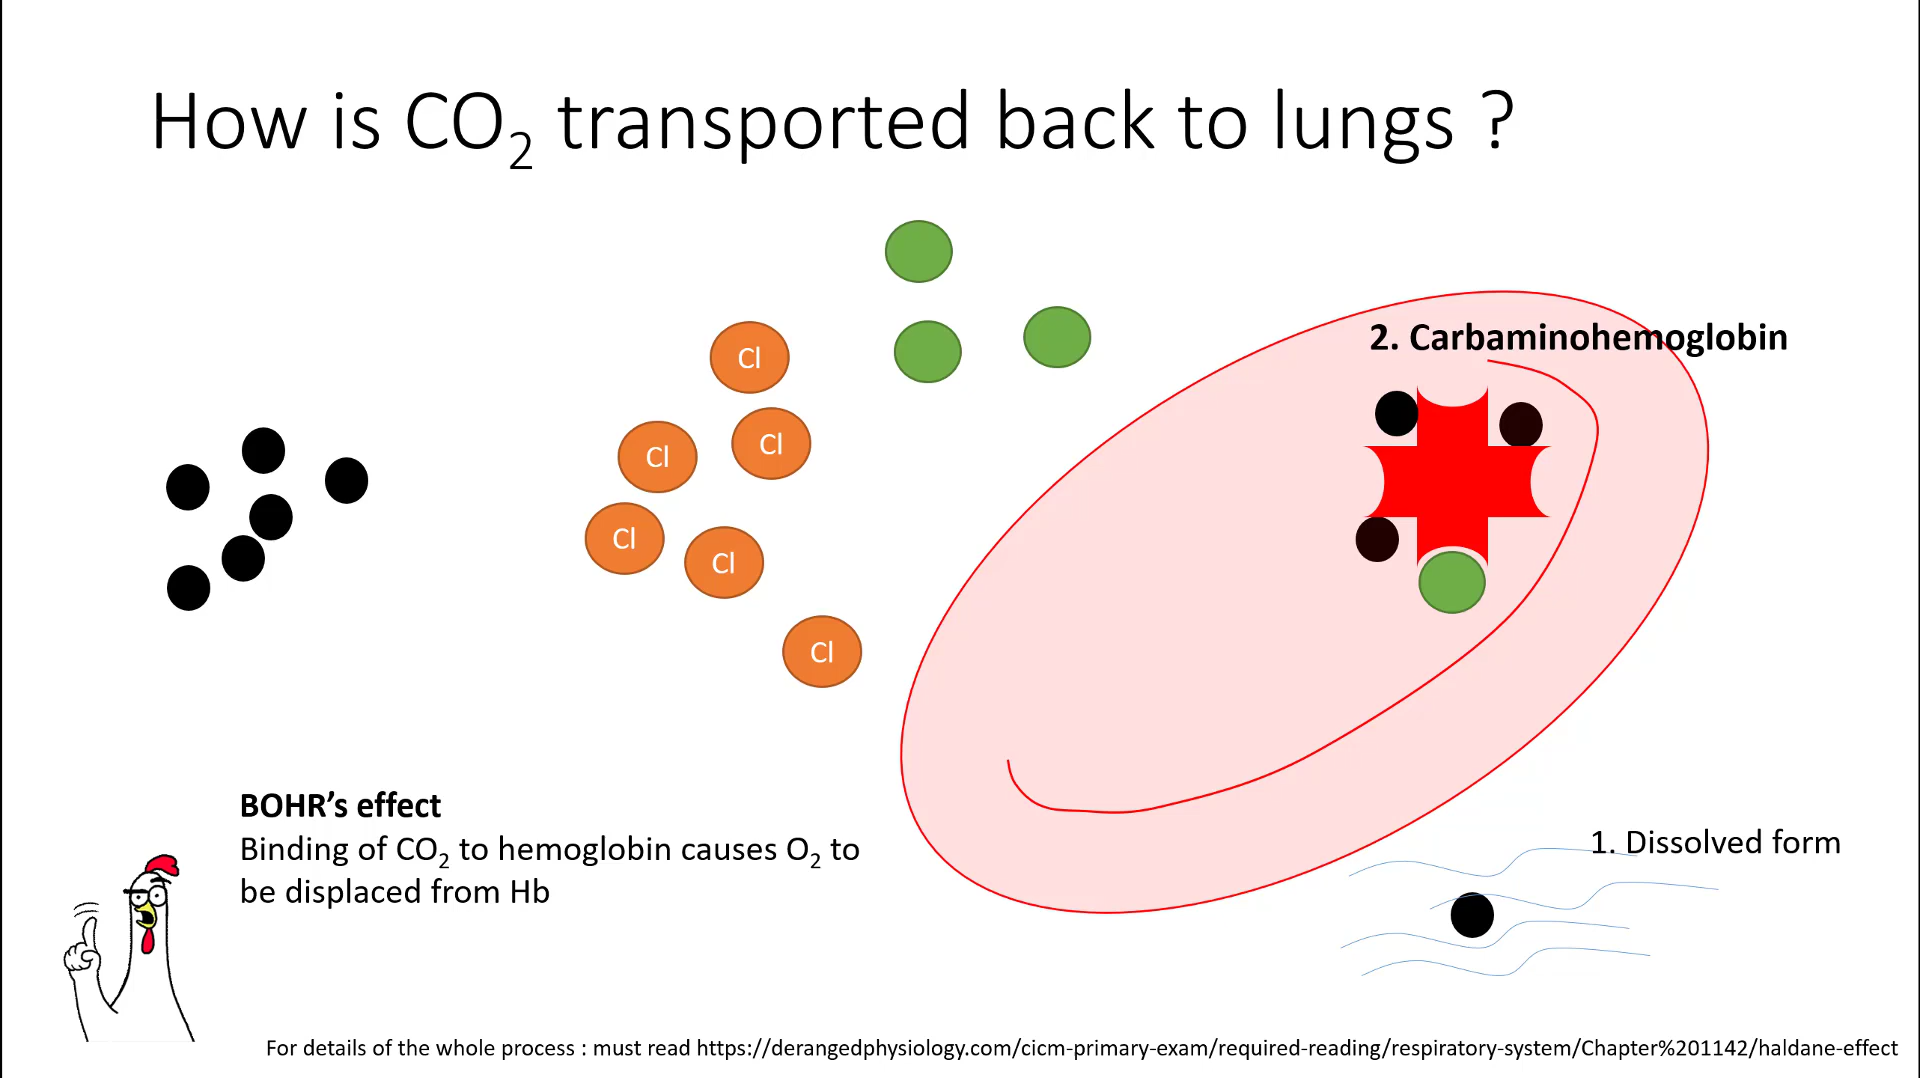 How is CO₂ transported back to lungs ?
2. Carbaminohemoglobin
Cl
Cl
Cl
Cl
Cl
Cl
BOHR’s effect
Binding of CO₂ to hemoglobin causes O₂ to
be displaced from Hb
1. Dissolved form
For details of the whole process : must read https://derangedphysiology.com/cicm-primary-exam/required-reading/respiratory-system/Chapter%201142/haldane-effect